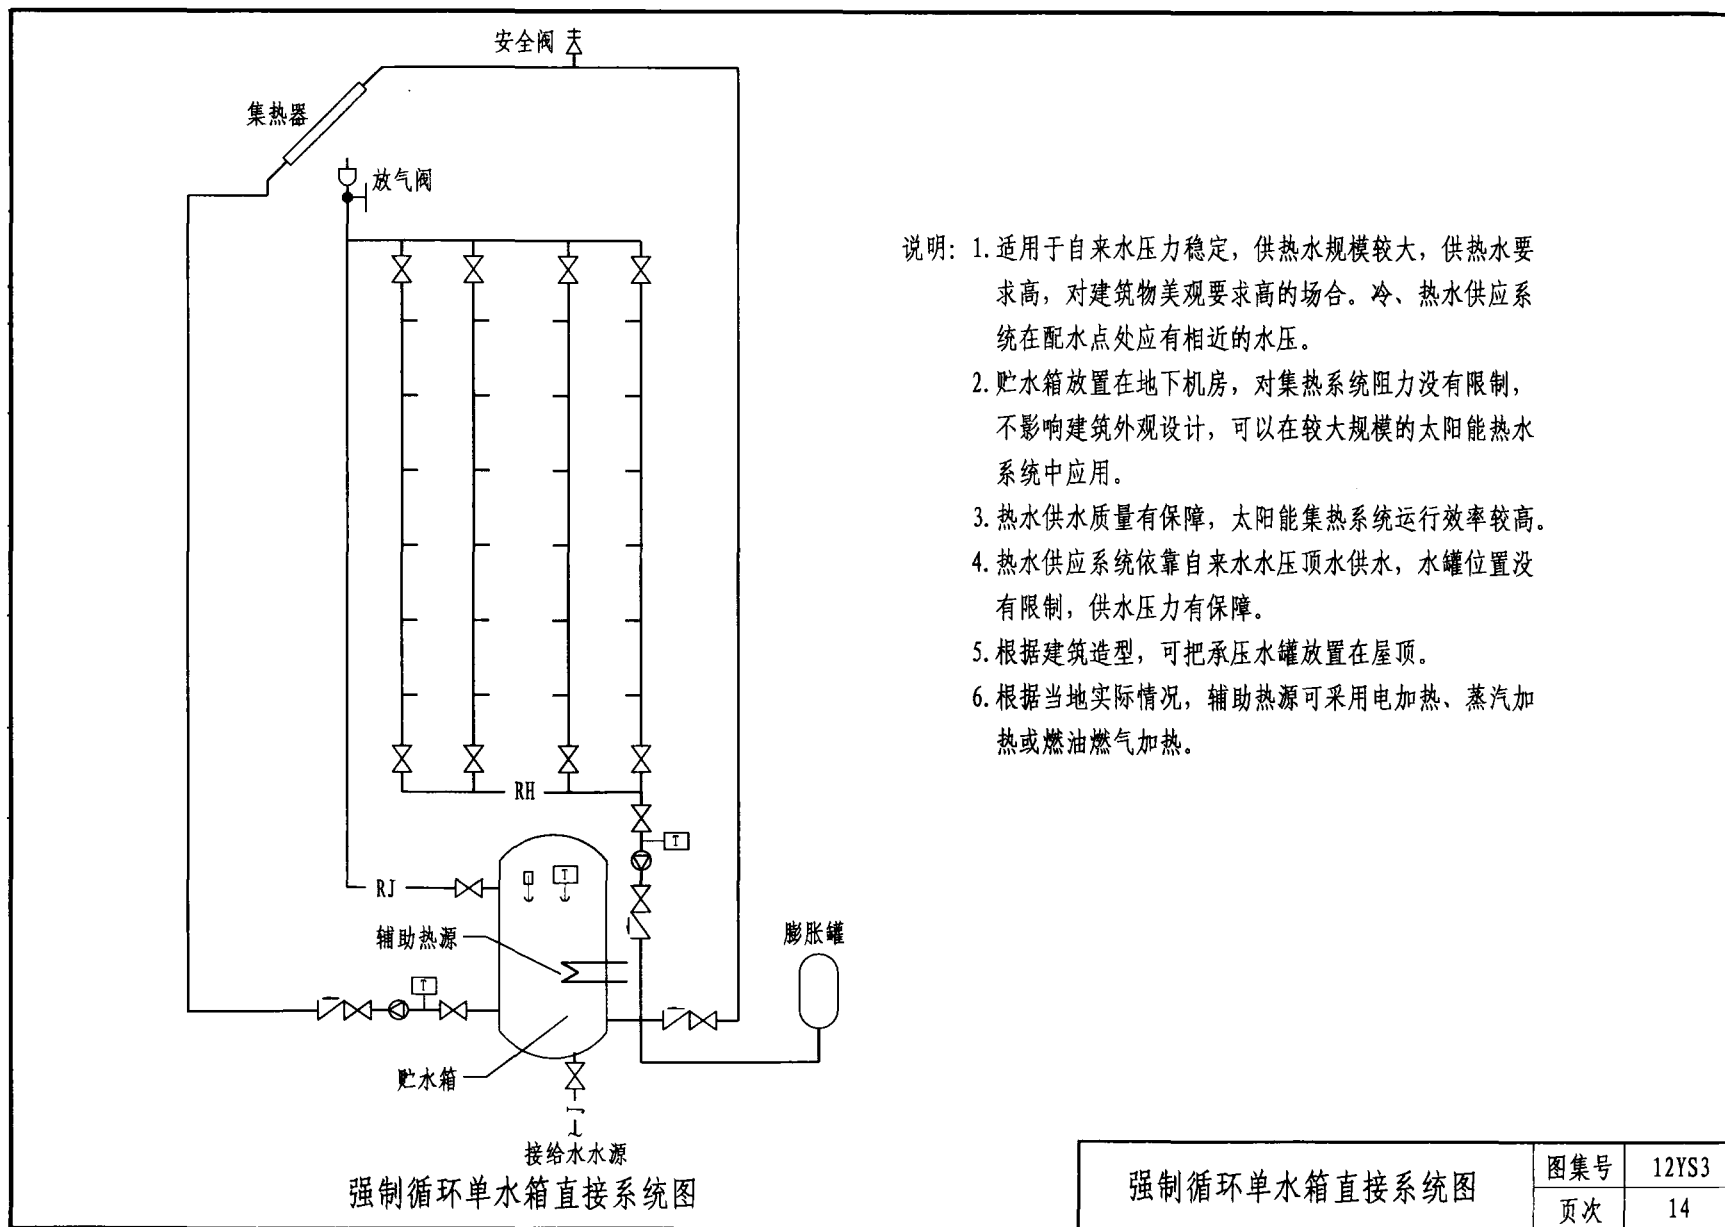 安全阀
集热器
放气阀
说明：1.适用于自来水压力稳定，供热水规模较大，供热水要
求高，对建筑物美观要求高的场合。冷、热水供应系
统在配水点处应有相近的水压。
2.贮水箱放置在地下机房，对集热系统阻力没有限制，
不影响建筑外观设计，可以在较大规模的太阳能热水
系统中应用。
3.热水供水质量有保障，太阳能集热系统运行效率较高。
4.热水供应系统依靠自来水水压顶水供水，水罐位置没
有限制，供水压力有保障。
5.根据建筑造型，可把承压水罐放置在屋顶。
6.根据当地实际情况，辅助热源可采用电加热、蒸汽加
热或燃油燃气加热。
RH
T
T
RJ
辅助热源
膨胀罐
T
贮水箱
接给水水源
强制循环单水箱直接系统图
强制循环单水箱直接系统图
图集号 12YS3
页次 14